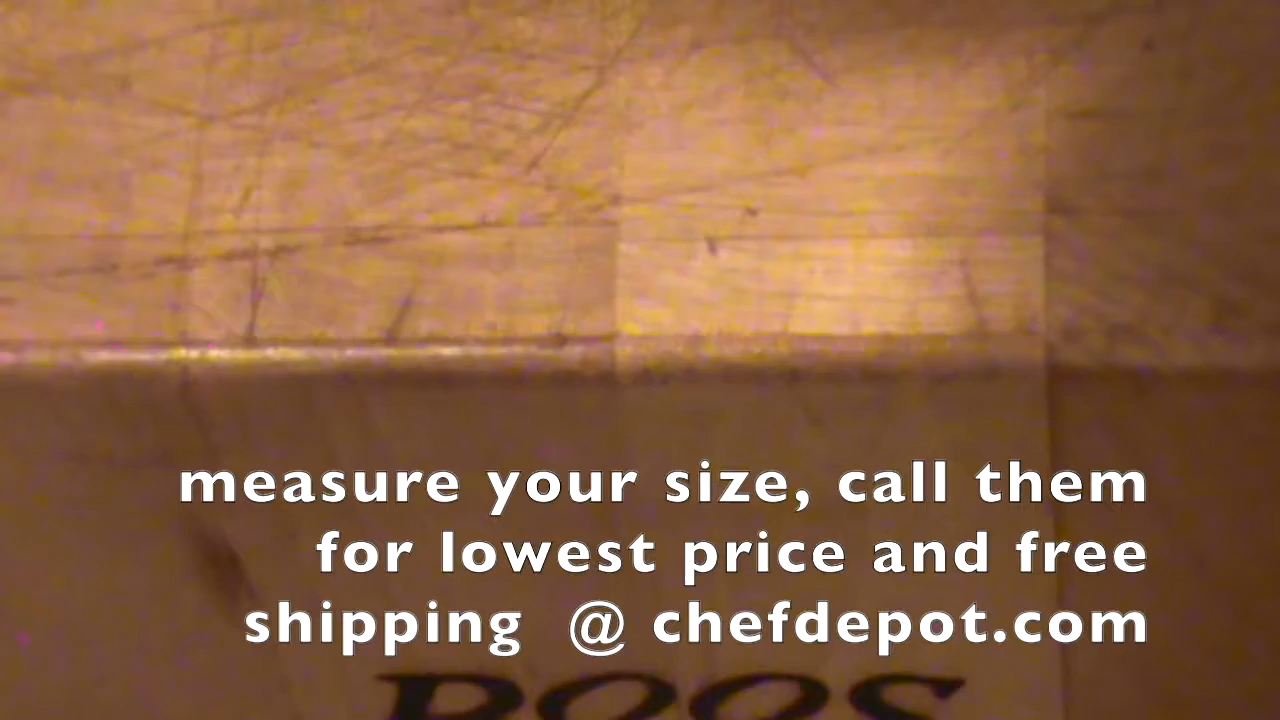 measure your size, call them
for lowest price and free
shipping @ chefdepot.com
BOOS